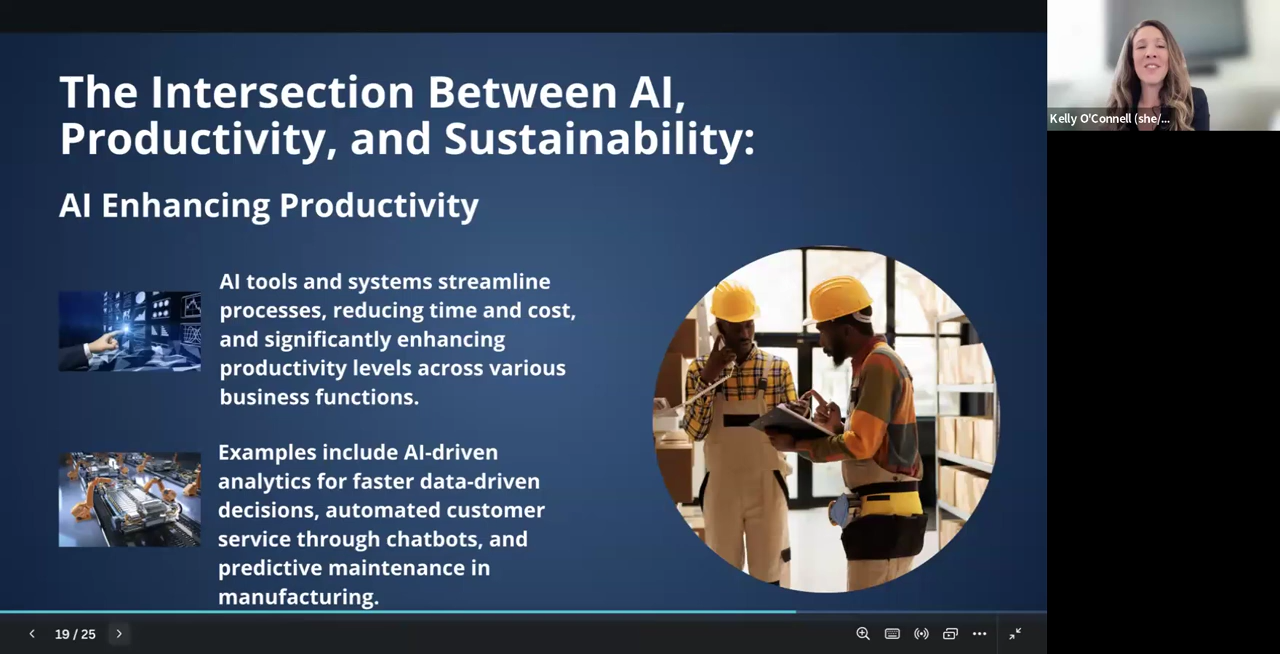 The Intersection Between AI,
Productivity, and Sustainability:
AI Enhancing Productivity
AI tools and systems streamline
processes, reducing time and cost,
and significantly enhancing
productivity levels across various
business functions.
Examples include AI-driven
analytics for faster data-driven
decisions, automated customer
service through chatbots, and
predictive maintenance in
manufacturing.
Kelly O'Connell (she/...
19 / 25